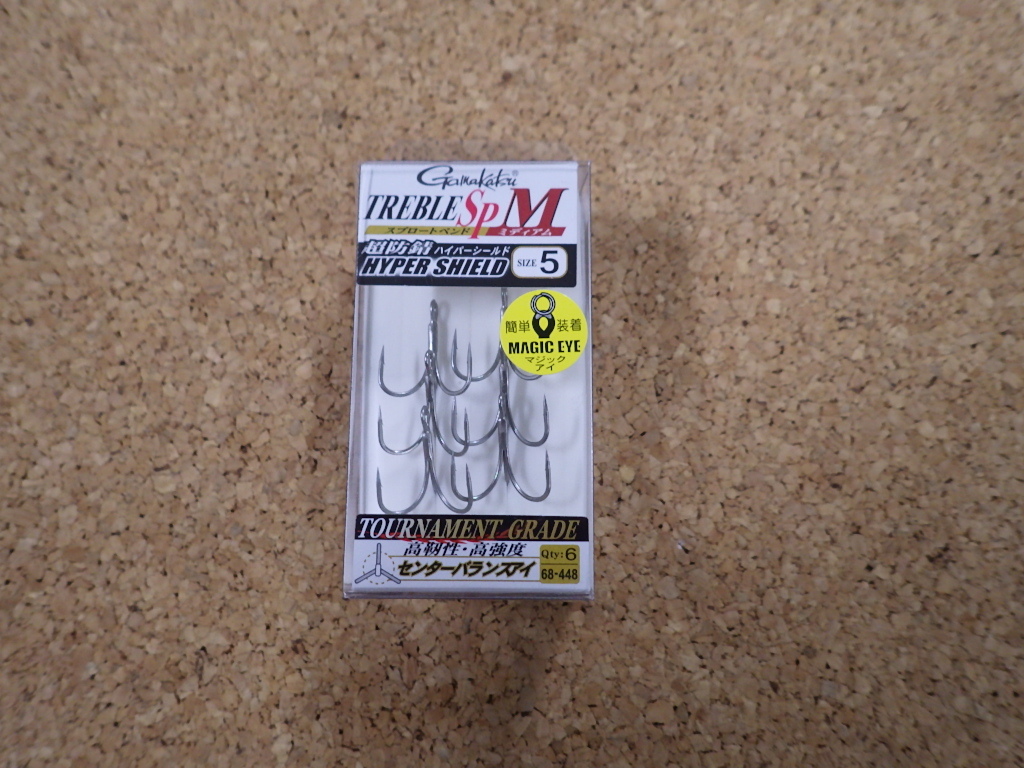 Gamakatsu®
TREBLE Sp M
スプロートベンド ミディアム
超防錆 ハイパーシールド
HYPER SHIELD SIZE 5
簡単 装着
MAGIC EYE
マジック
アイ
TOURNAMENT GRADE
高靭性・高強度
センターバランスアイ
Qty: 6
68-448